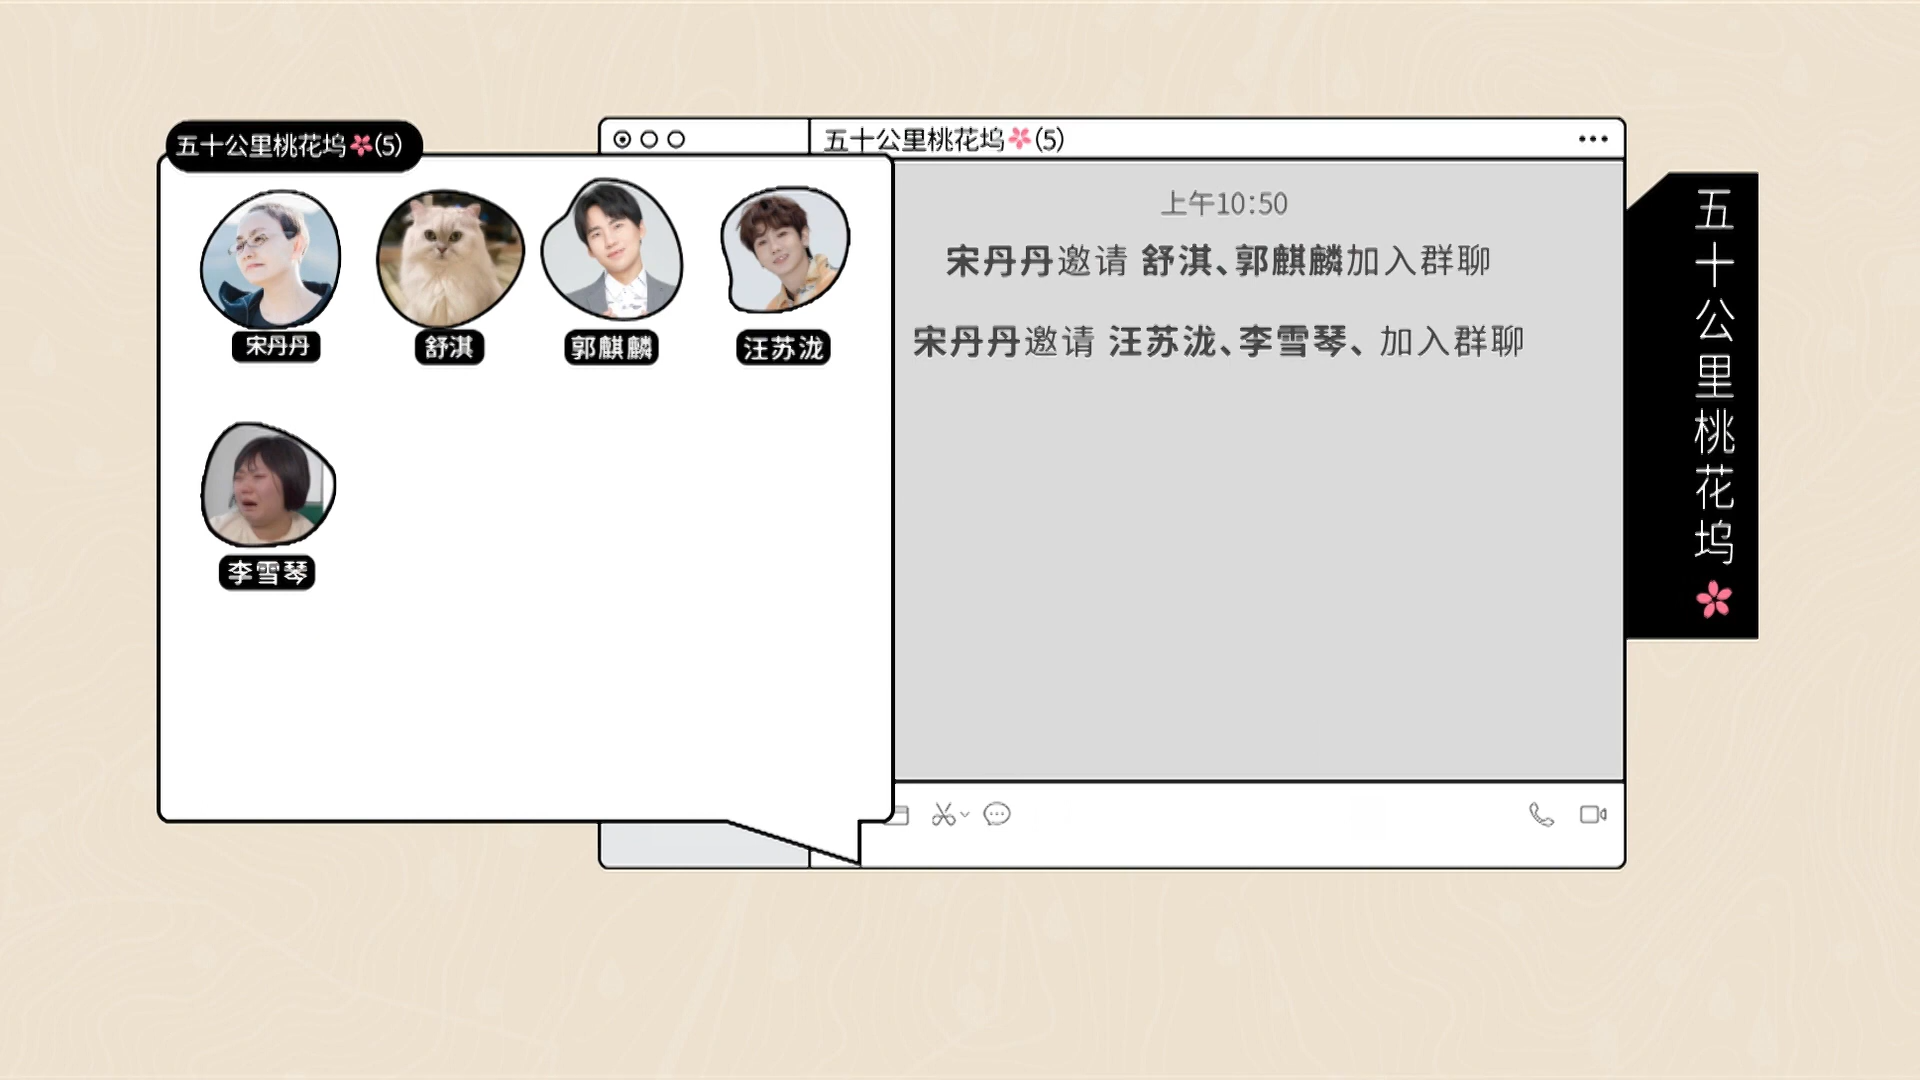 五十公里桃花坞🌸(5)
宋丹丹
舒淇
郭麒麟
汪苏泷
李雪琴
五十公里桃花坞🌸(5)
上午10:50
宋丹丹邀请 舒淇、郭麒麟加入群聊
宋丹丹邀请 汪苏泷、李雪琴、 加入群聊
五十公里桃花坞